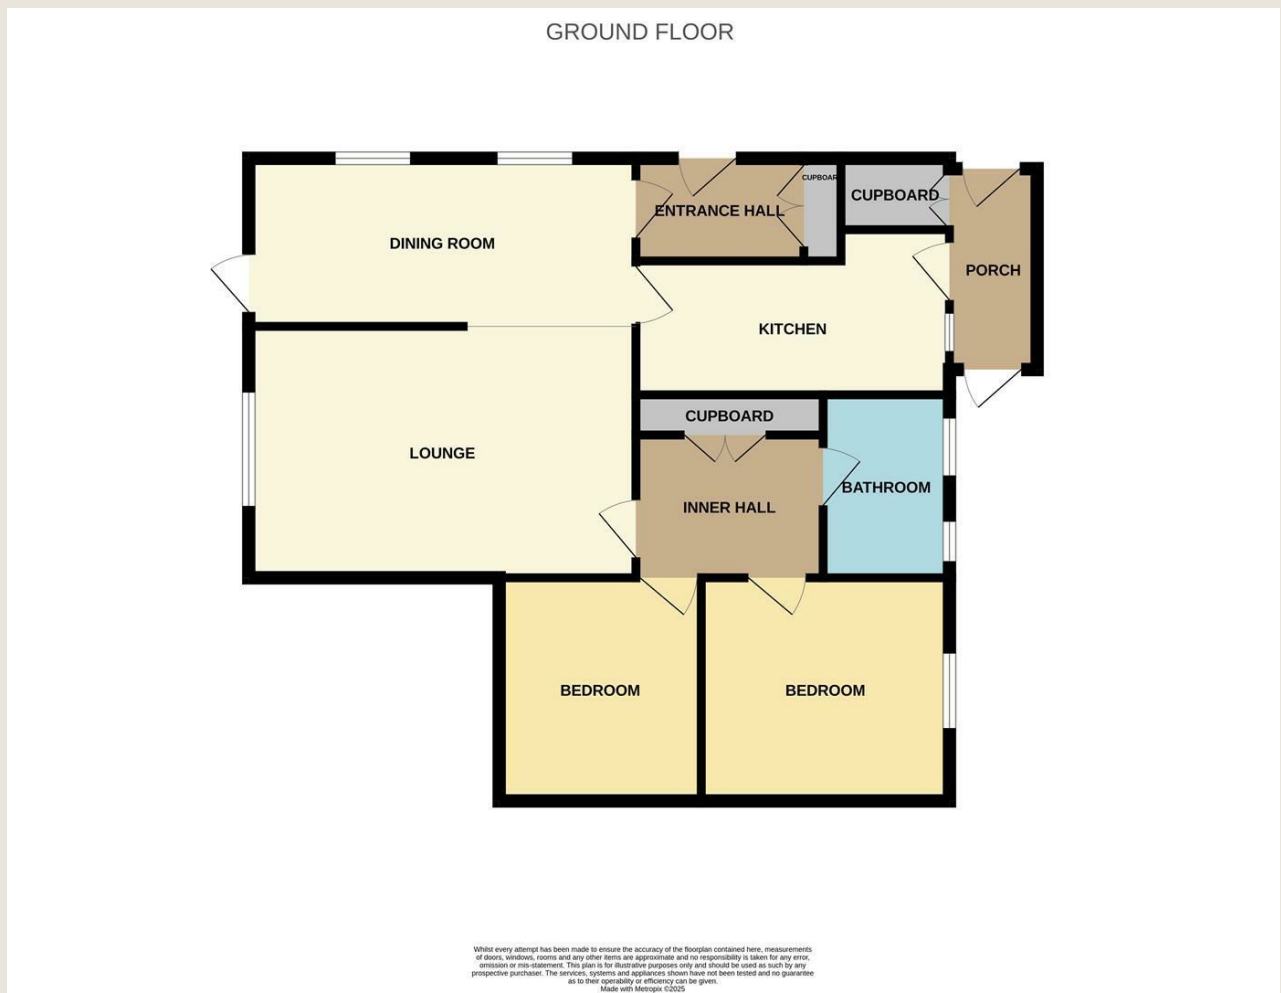 GROUND FLOOR
CUPBOAR
CUPBOARD
ENTRANCE HALL
DINING ROOM
PORCH
KITCHEN
CUPBOARD
LOUNGE
BATHROOM
INNER HALL
BEDROOM
BEDROOM
Whilst every attempt has been made to ensure the accuracy of the floorplan contained here, measurements
of doors, windows, rooms and any other items are approximate and no responsibility is taken for any error,
omission or mis-statement. This plan is for illustrative purposes only and should be used as such by any
prospective purchaser. The services, systems and appliances shown have not been tested and no guarantee
as to their operability or efficiency can be given.
Made with Metropix ©2025